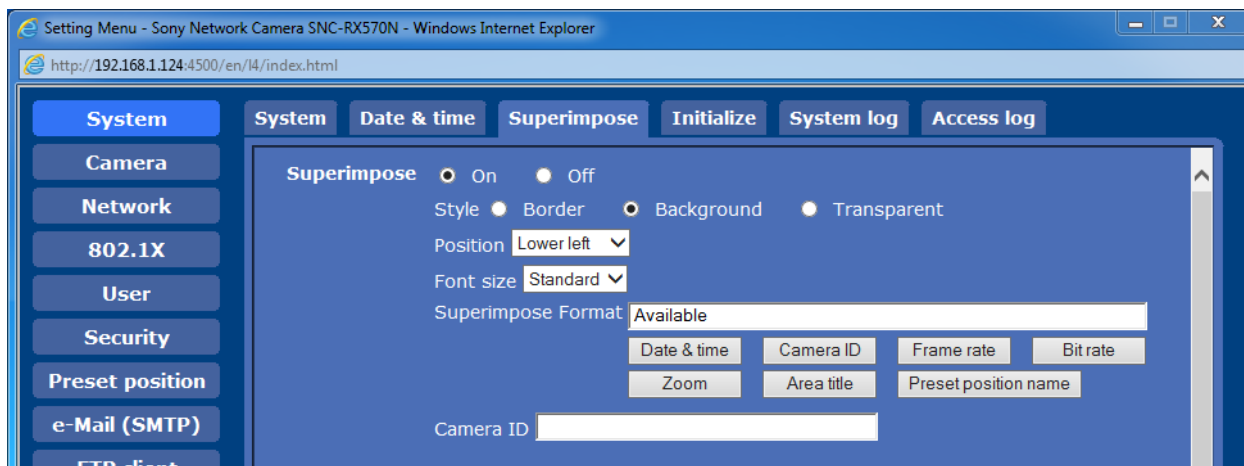 Setting Menu - Sony Network Camera SNC-RX570N - Windows Internet Explorer
http://192.168.1.124:4500/en/l4/index.html
System
Camera
Network
802.1X
User
Security
Preset position
e-Mail (SMTP)
FTP client
System Date & time Superimpose Initialize System log Access log
Superimpose On Off
Style Border Background Transparent
Position Lower left
Font size Standard
Superimpose Format Available
Date & time Camera ID Frame rate Bit rate
Zoom Area title Preset position name
Camera ID